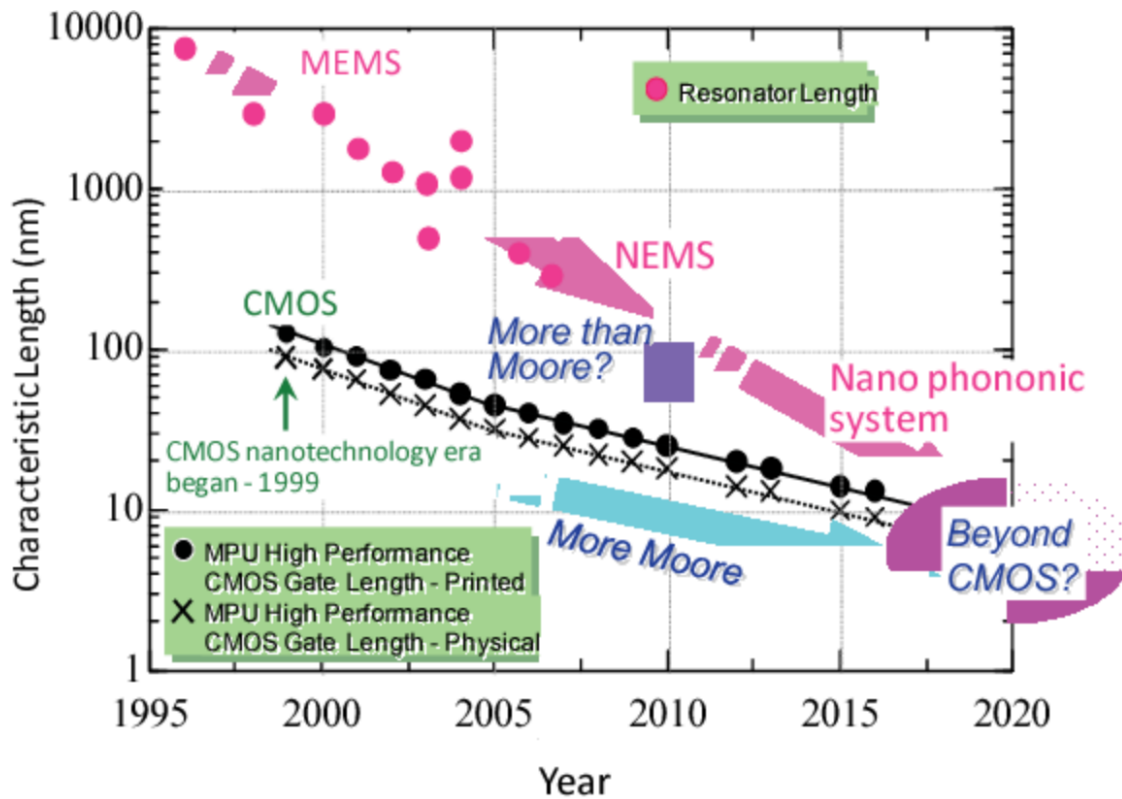 10000
1000
100
10
1
Characteristic Length (nm)
MEMS
Resonator Length
NEMS
CMOS
More than
Moore?
Nano phononic
system
CMOS nanotechnology era
began - 1999
More Moore
Beyond
CMOS?
MPU High Performance
CMOS Gate Length - Printed
MPU High Performance
CMOS Gate Length - Physical
1995
2000
2005
2010
2015
2020
Year